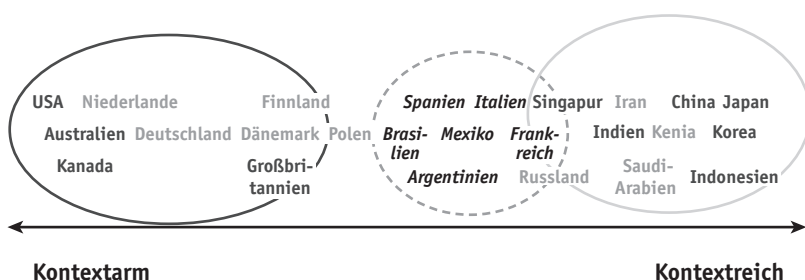 USA Niederlande Finnland Spanien Italien Singapur Iran China Japan
Australien Deutschland Dänemark Polen Brasi-
lien Mexiko Frank-
reich Indien Kenia Korea
Kanada Großbri-
tannien Argentinien Russland Saudi-
Arabien Indonesien
Kontextarm Kontextreich